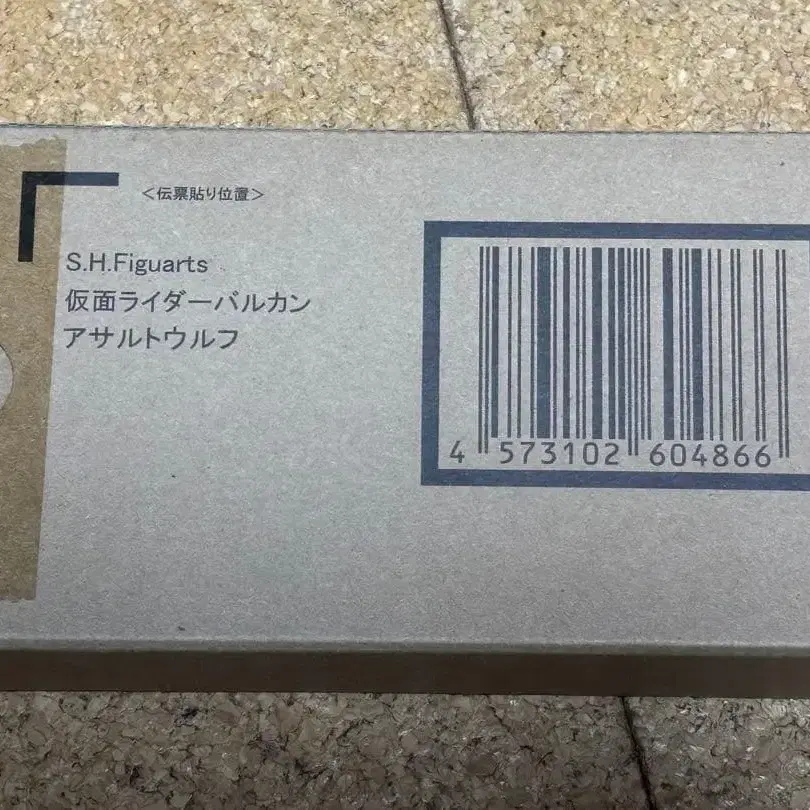 <伝票貼り位置>
S.H.Figuarts
仮面ライダーバルカン
アサルトウルフ
4 573102 604866